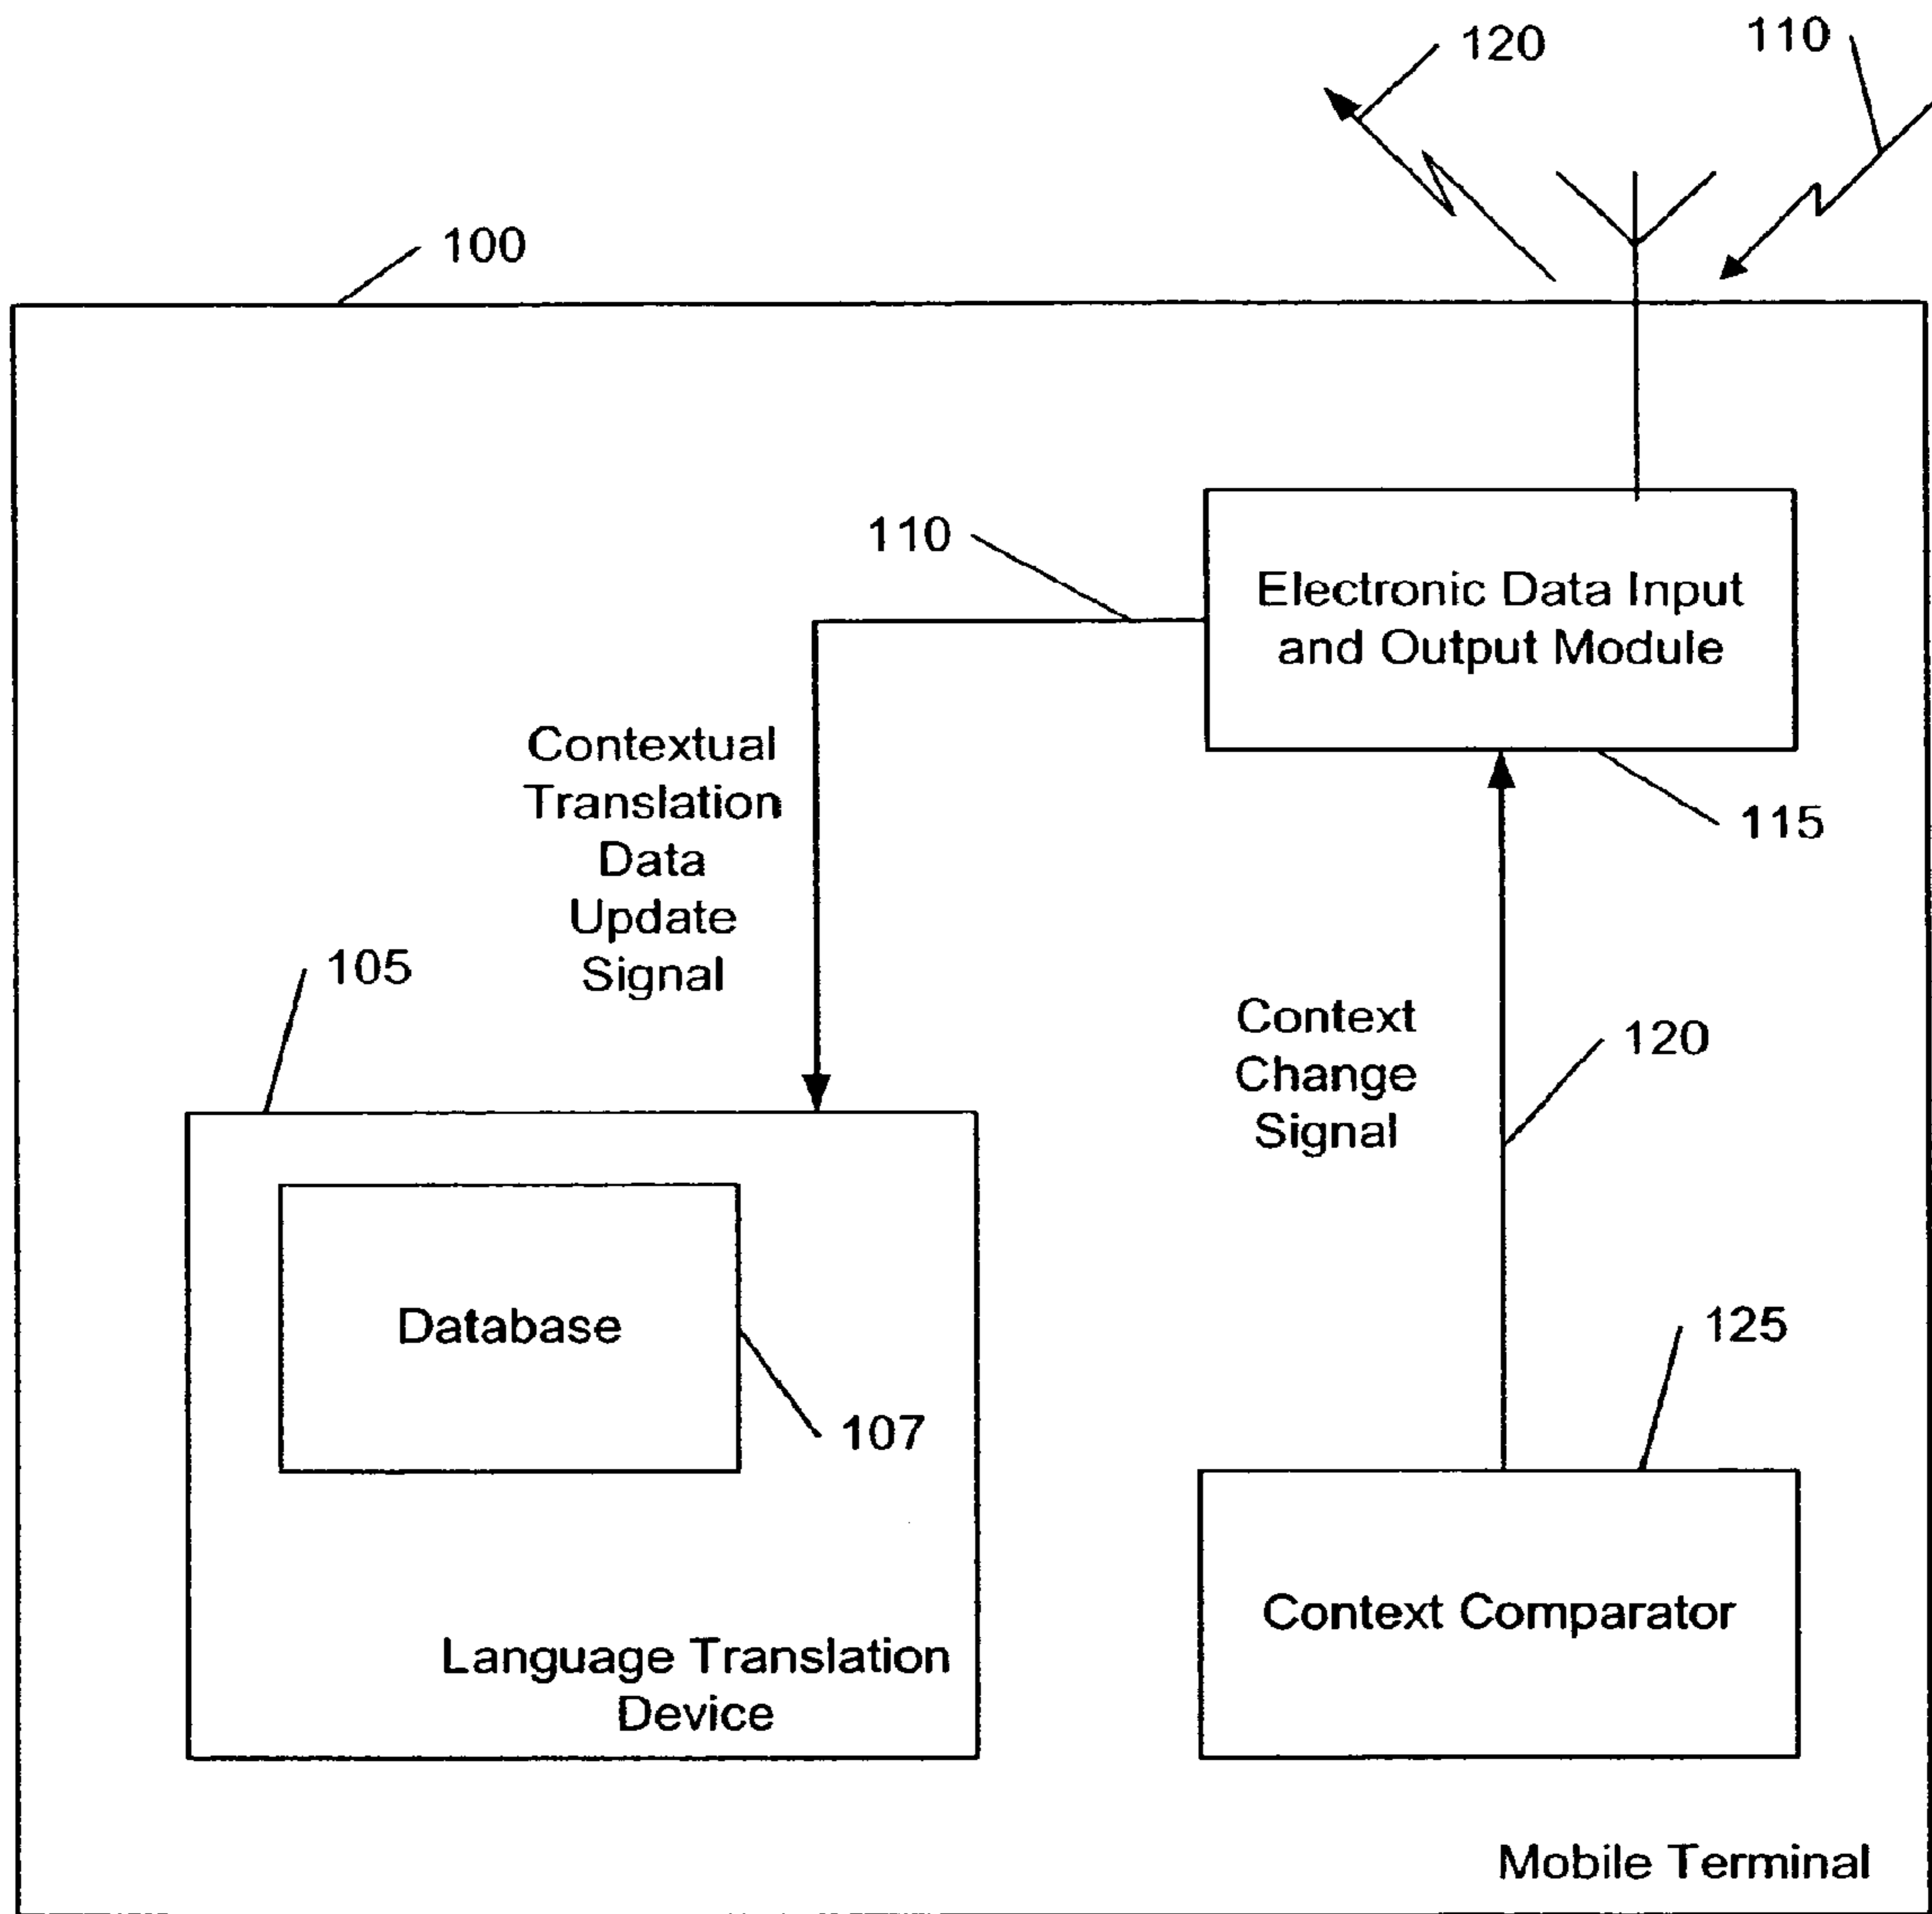 120
110
100
110
Electronic Data Input
and Output Module
Contextual
Translation
Data
Update
Signal
115
105
Context
Change
Signal
120
Database
107
125
Language Translation
Device
Context Comparator
Mobile Terminal